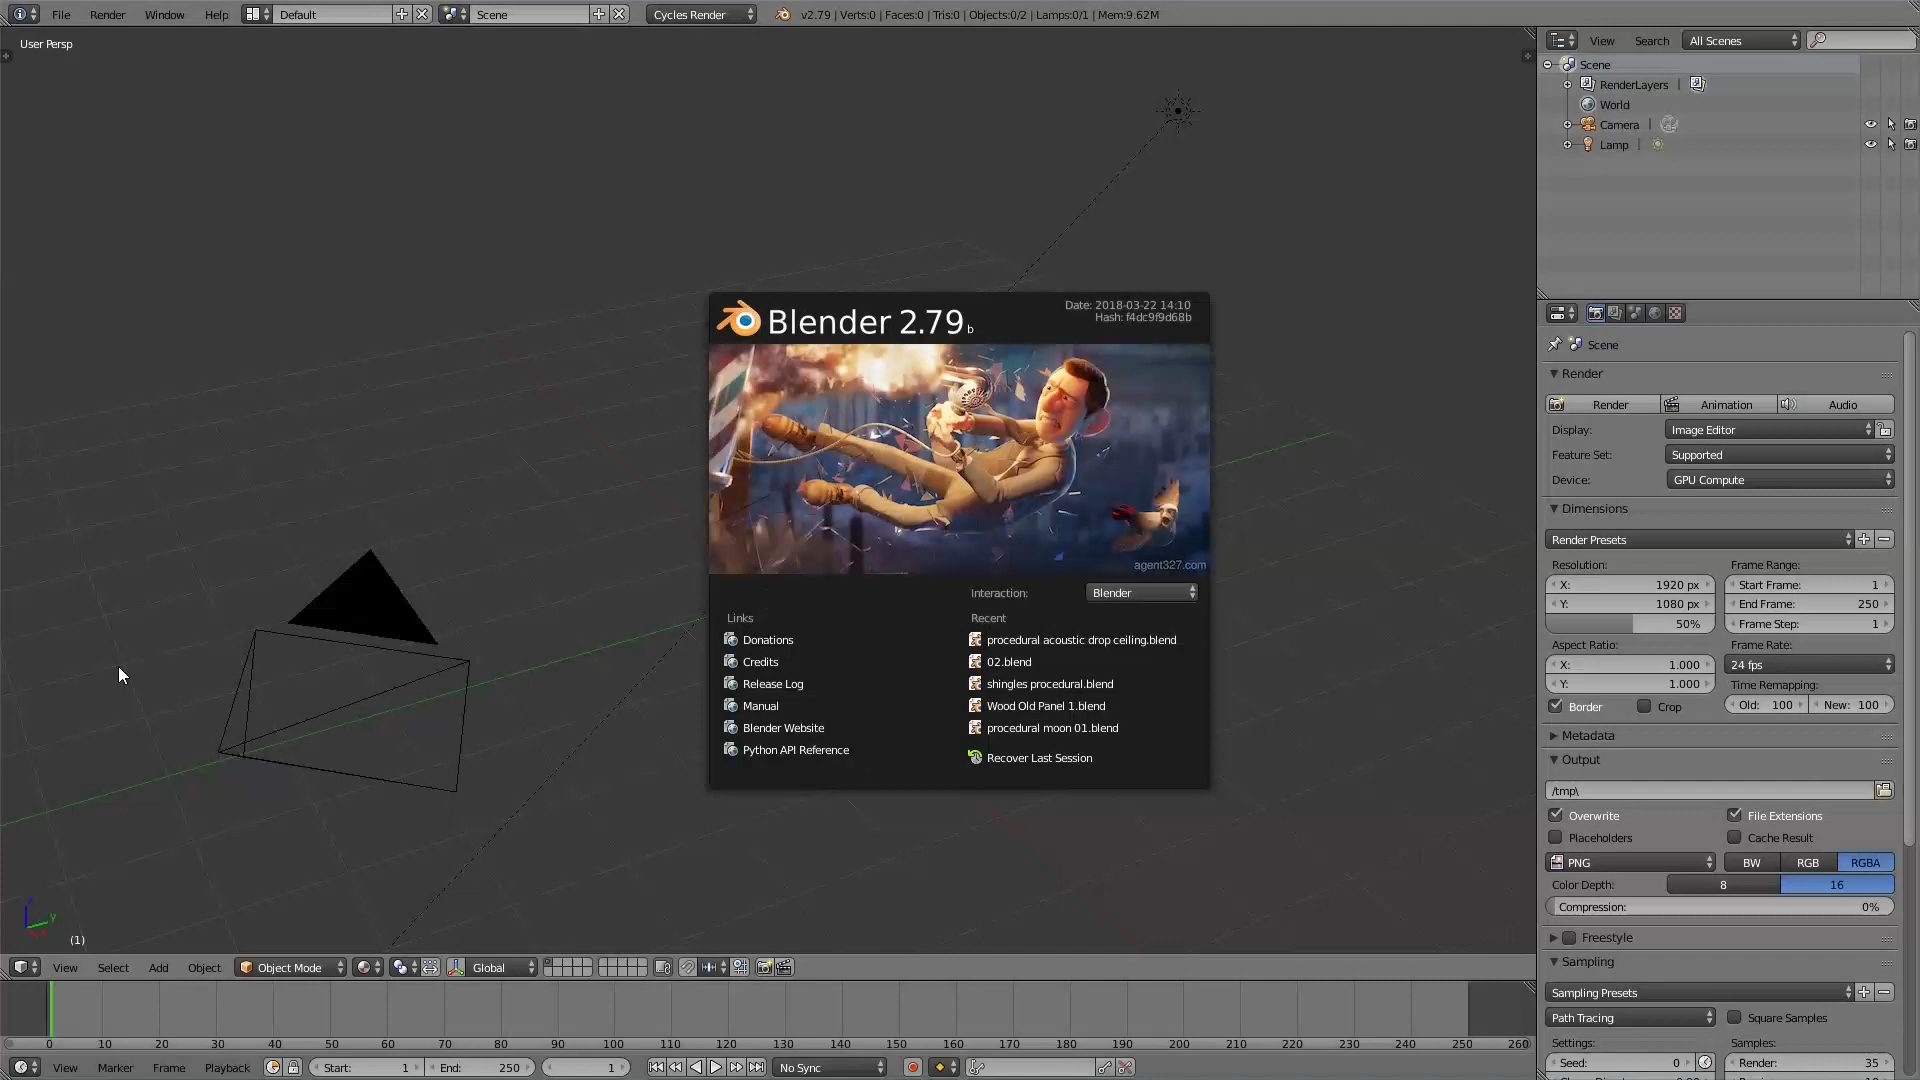 File Render Window Help Default Scene Cycles Render v2.79 | Verts:0 | Faces:0 | Tris:0 | Objects:0/2 | Lamps:0/1 | Mem:9.62M
User Persp
View Search All Scenes
Scene
RenderLayers |
World
Camera |
Lamp |
Blender 2.79 b
Date: 2018-03-22 14:10
Hash: f4dc9f9d68b
agent327.com
Interaction: Blender
Links
Donations
Credits
Release Log
Manual
Blender Website
Python API Reference
Recent
procedural acoustic drop ceiling.blend
02.blend
shingles procedural.blend
Wood Old Panel 1.blend
procedural moon 01.blend
Recover Last Session
Scene
Render
Render Animation Audio
Display: Image Editor
Feature Set: Supported
Device: GPU Compute
Dimensions
Render Presets
Resolution: Frame Range:
X: 1920 px Start Frame: 1
Y: 1080 px End Frame: 250
50% Frame Step: 1
Aspect Ratio: Frame Rate:
X: 1.000 24 fps
Y: 1.000 Time Remapping:
Border Crop Old: 100 New: 100
Metadata
Output
/tmp\
Overwrite File Extensions
Placeholders Cache Result
PNG BW RGB RGBA
Color Depth: 8 16
Compression: 0%
Freestyle
Sampling
Sampling Presets
Path Tracing Square Samples
Settings: Samples:
Seed: 0 Render: 35
z
y
x
(1)
View Select Add Object Object Mode Global
0 10 20 30 40 50 60 70 80 90 100 110 120 130 140 150 160 170 180 190 200 210 220 230 240 250 260
View Marker Frame Playback Start: 1 End: 250 1 No Sync